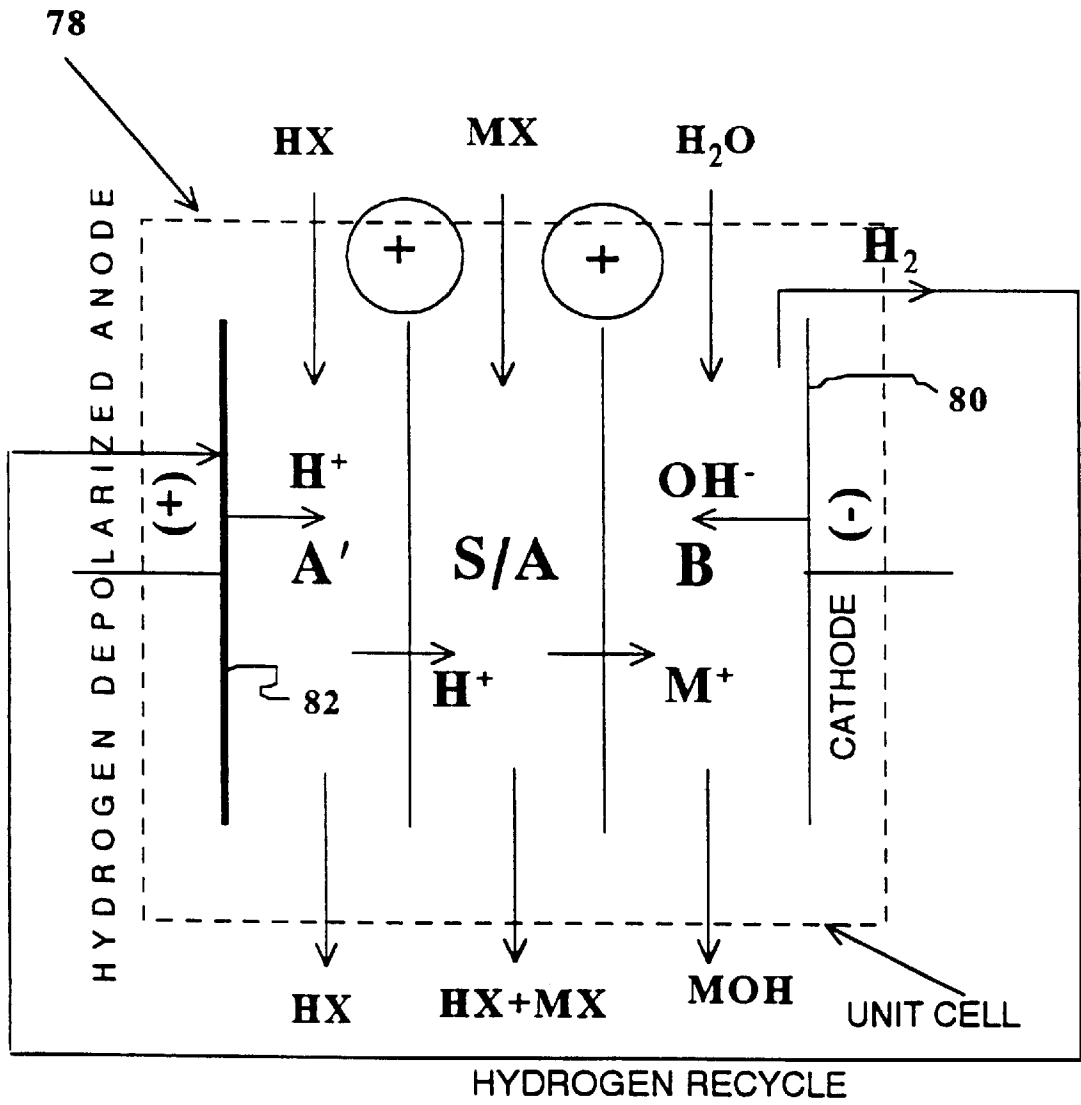 78
HX
MX
H₂O
+
+
H₂
80
HYDROGEN DEPOLARIZED ANODE
(+)
H⁺
A'
S/A
OH⁻
B
(-)
CATHODE
82
H⁺
M⁺
HX
HX+MX
MOH
UNIT CELL
HYDROGEN RECYCLE